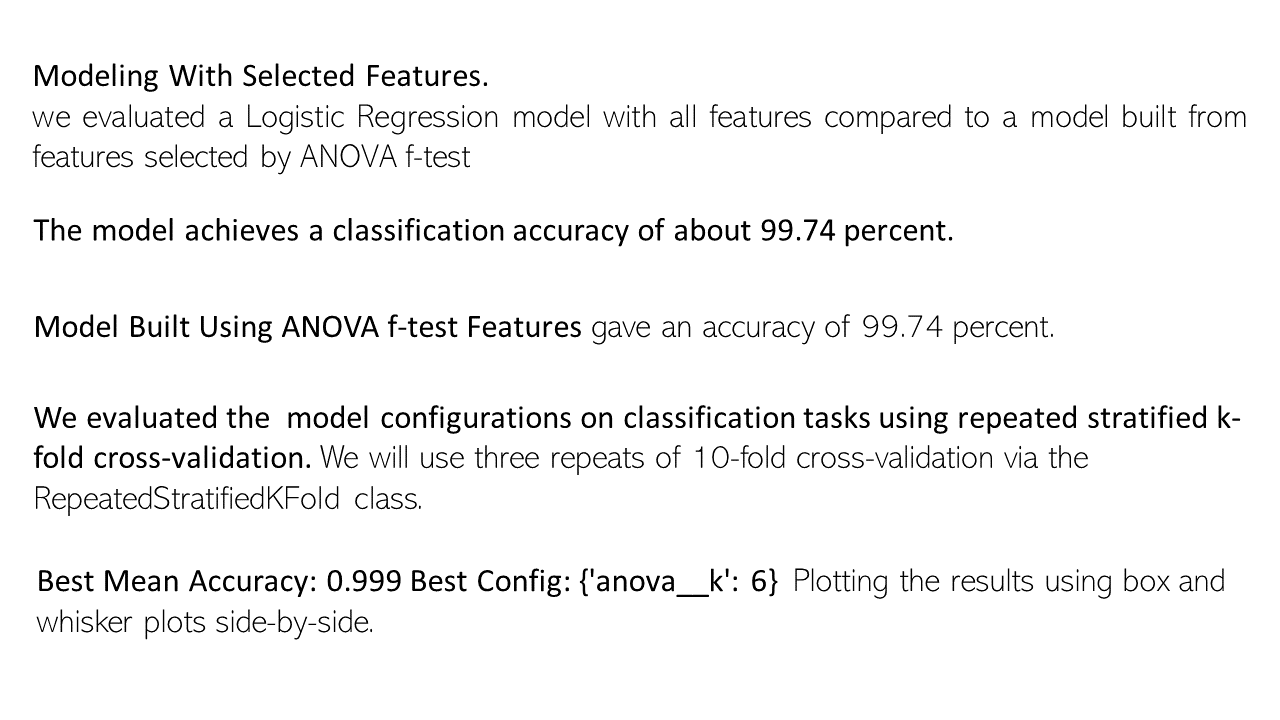 Modeling With Selected Features.
we evaluated a Logistic Regression model with all features compared to a model built from
features selected by ANOVA f-test
The model achieves a classification accuracy of about 99.74 percent.
Model Built Using ANOVA f-test Features gave an accuracy of 99.74 percent.
We evaluated the  model configurations on classification tasks using repeated stratified k-
fold cross-validation. We will use three repeats of 10-fold cross-validation via the
RepeatedStratifiedKFold class.
Best Mean Accuracy: 0.999 Best Config: {'anova__k': 6}  Plotting the results using box and
whisker plots side-by-side.